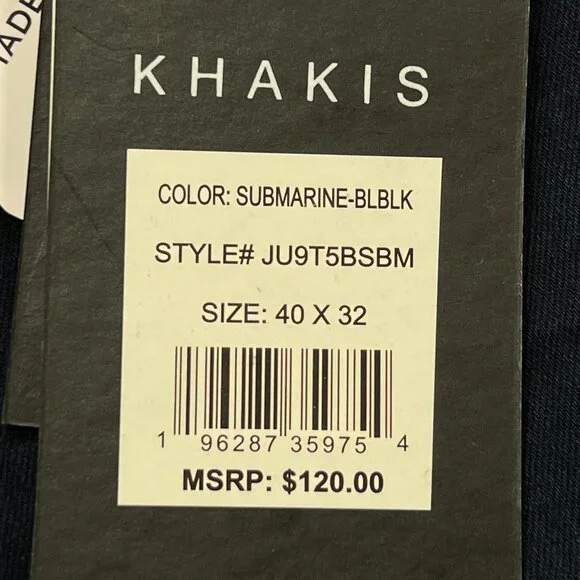 KHAKIS
COLOR: SUBMARINE-BLBLK
STYLE# JU9T5BSBM
SIZE: 40 X 32
1 96287 35975 4
MSRP: $120.00